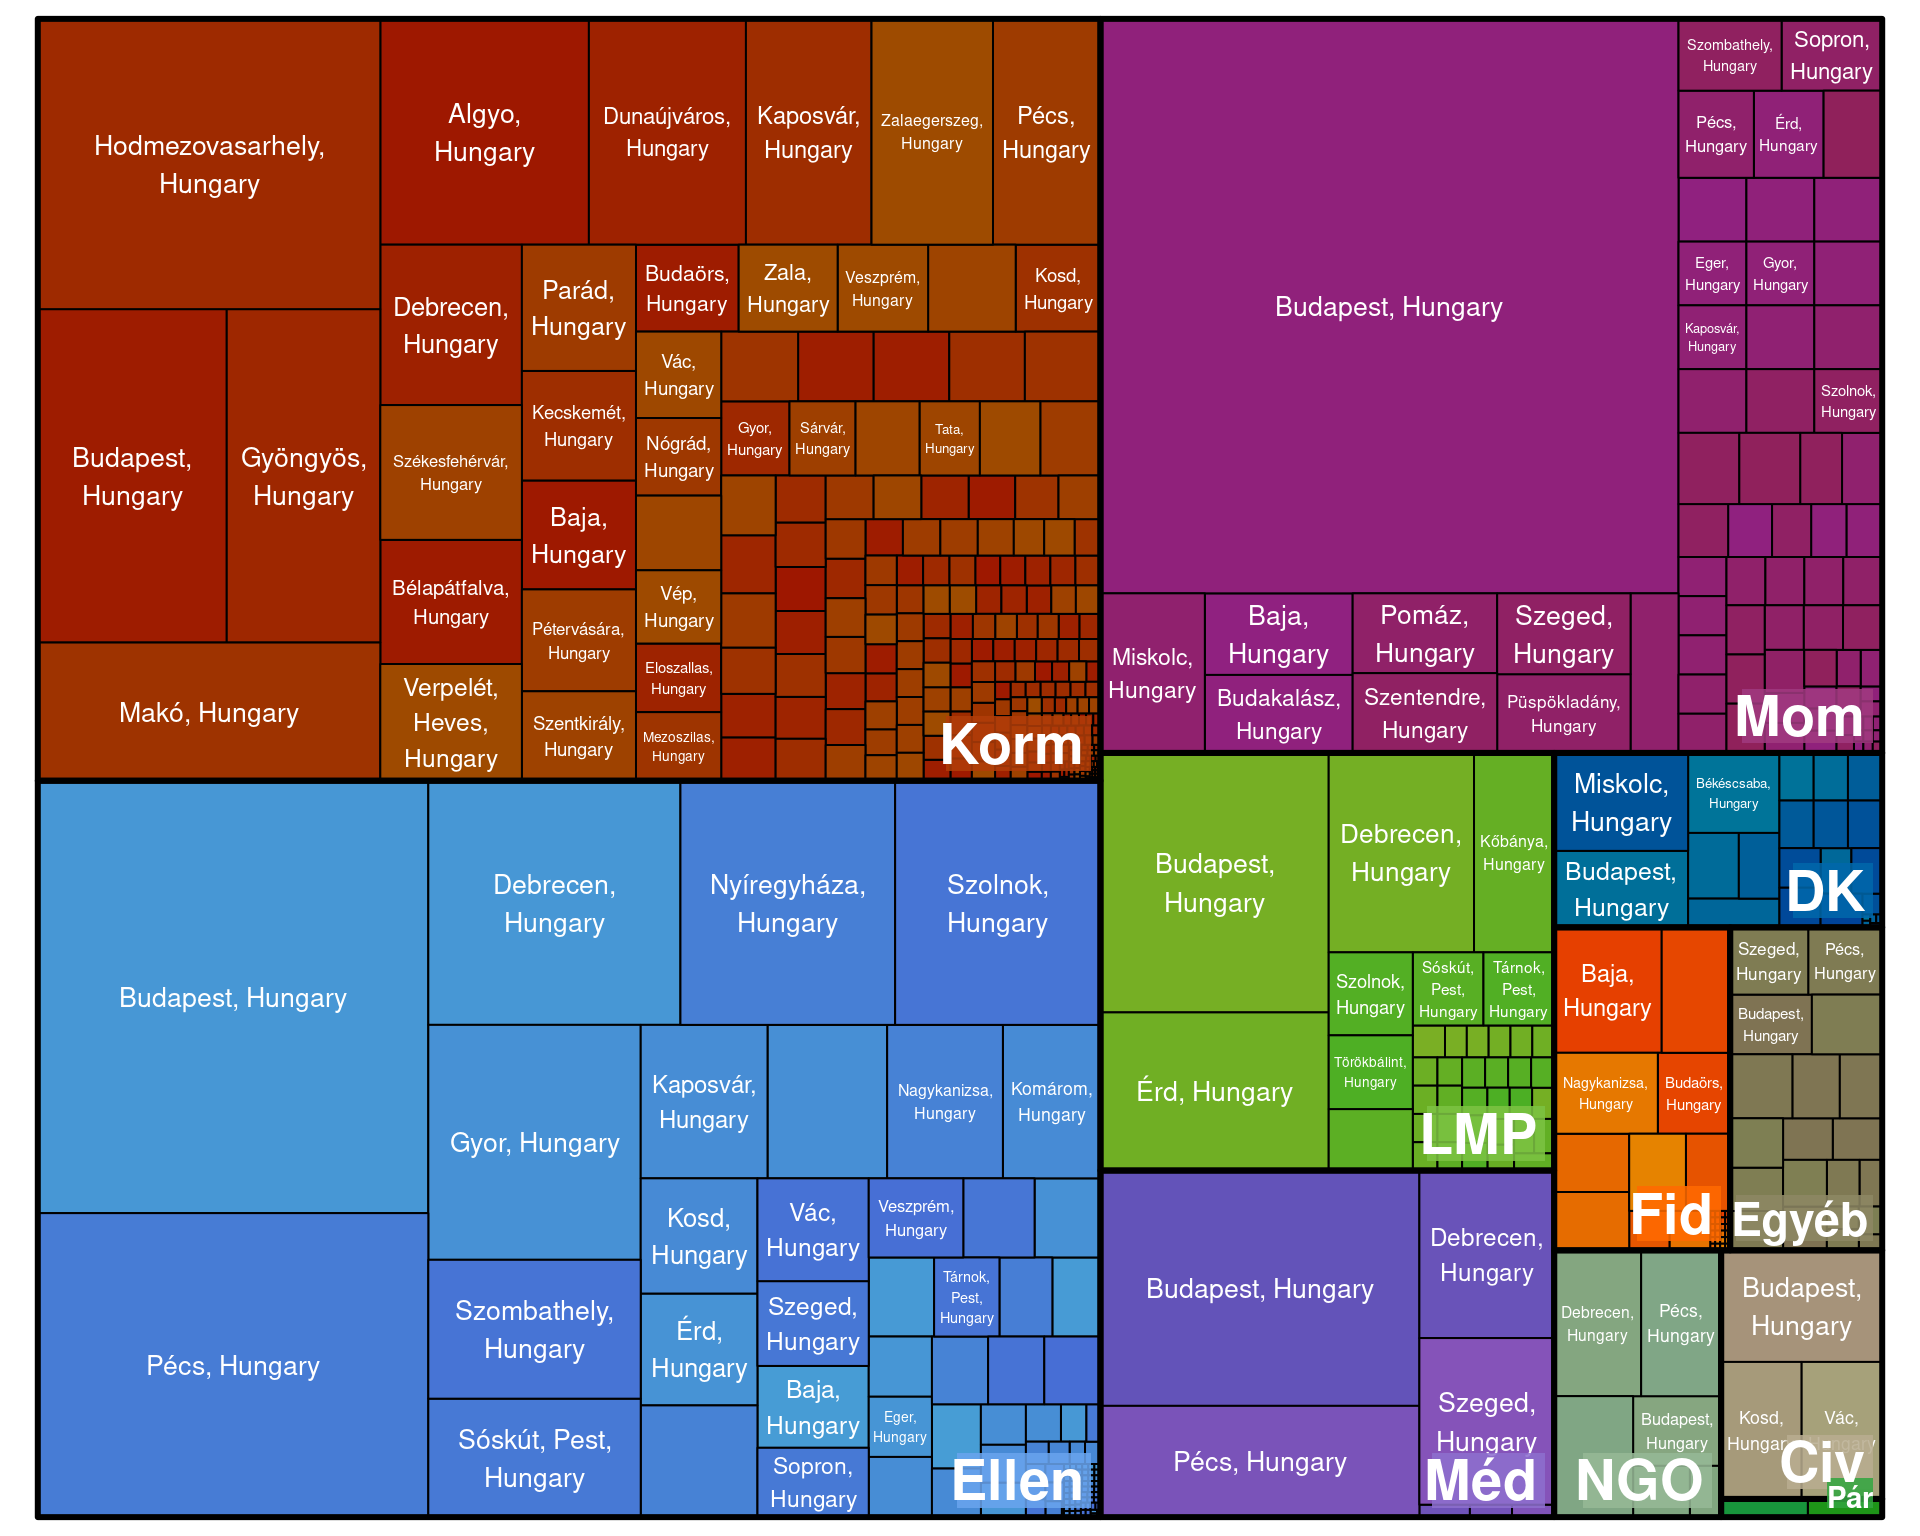 Hodmezovasarhely,
Hungary
Budapest,
Hungary
Gyöngyös,
Hungary
Makó, Hungary
Algyo,
Hungary
Dunaújváros,
Hungary
Kaposvár,
Hungary
Zalaegerszeg,
Hungary
Pécs,
Hungary
Debrecen,
Hungary
Székesfehérvár,
Hungary
Bélapátfalva,
Hungary
Verpelét,
Heves,
Hungary
Parád,
Hungary
Kecskemét,
Hungary
Baja,
Hungary
Pétervására,
Hungary
Szentkirály,
Hungary
Budaörs,
Hungary
Zala,
Hungary
Veszprém,
Hungary
Kosd,
Hungary
Vác,
Hungary
Nógrád,
Hungary
Vép,
Hungary
Eloszallas,
Hungary
Mezoszilas,
Hungary
Gyor,
Hungary
Sárvár,
Hungary
Tata,
Hungary
Korm
Budapest, Hungary
Pécs, Hungary
Debrecen,
Hungary
Nyíregyháza,
Hungary
Szolnok,
Hungary
Gyor, Hungary
Szombathely,
Hungary
Sóskút, Pest,
Hungary
Kaposvár,
Hungary
Nagykanizsa,
Hungary
Komárom,
Hungary
Kosd,
Hungary
Érd,
Hungary
Vác,
Hungary
Szeged,
Hungary
Baja,
Hungary
Sopron,
Hungary
Veszprém,
Hungary
Tárnok,
Pest,
Hungary
Eger,
Hungary
Ellen
Budapest, Hungary
Miskolc,
Hungary
Baja,
Hungary
Budakalász,
Hungary
Pomáz,
Hungary
Szentendre,
Hungary
Szeged,
Hungary
Püspökladány,
Hungary
Szombathely,
Hungary
Sopron,
Hungary
Pécs,
Hungary
Érd,
Hungary
Eger,
Hungary
Gyor,
Hungary
Kaposvár,
Hungary
Szolnok,
Hungary
Mom
Budapest,
Hungary
Érd, Hungary
Debrecen,
Hungary
Kőbánya,
Hungary
Szolnok,
Hungary
Sóskút,
Pest,
Hungary
Tárnok,
Pest,
Hungary
Törökbálint,
Hungary
LMP
Budapest, Hungary
Pécs, Hungary
Debrecen,
Hungary
Szeged,
Hungary
Méd
Miskolc,
Hungary
Budapest,
Hungary
Békéscsaba,
Hungary
DK
Baja,
Hungary
Nagykanizsa,
Hungary
Budaörs,
Hungary
Fid
Szeged,
Hungary
Pécs,
Hungary
Budapest,
Hungary
Egyéb
Debrecen,
Hungary
Pécs,
Hungary
Budapest,
Hungary
NGO
Budapest,
Hungary
Kosd,
Hungary
Vác,
Hungary
Civ
Pár